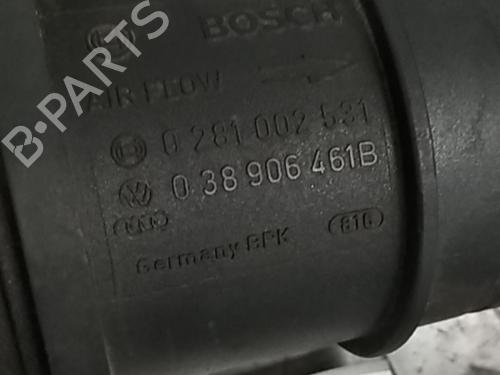 BOSCH
AIR FLOW
0 281 002 531
0 38 906 461B
Germany BPK 816
B-PARTS